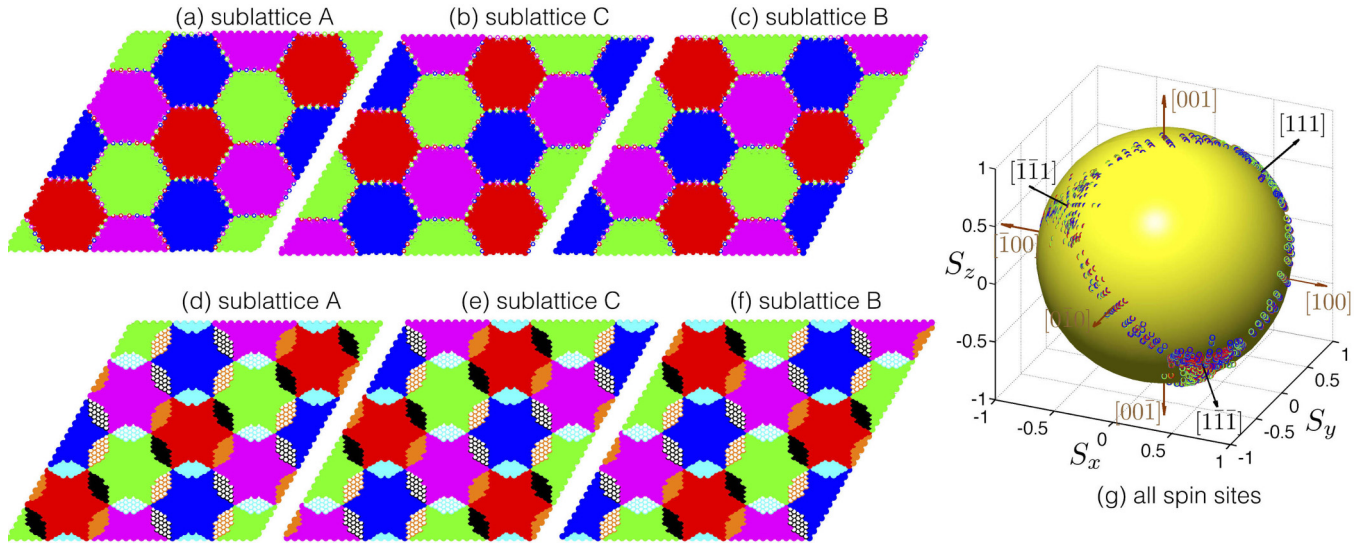 (a) sublattice A
(b) sublattice C
(c) sublattice B
(d) sublattice A
(e) sublattice C
(f) sublattice B
[001]
[111]
[1̄1̄1]
[1̄00]
[100]
[01̄0]
[001̄]
[11̄1̄]
S_z
1
0.5
0
-0.5
-1
-1
-0.5
0
0.5
1
S_x
-1
-0.5
0
0.5
1
S_y
(g) all spin sites